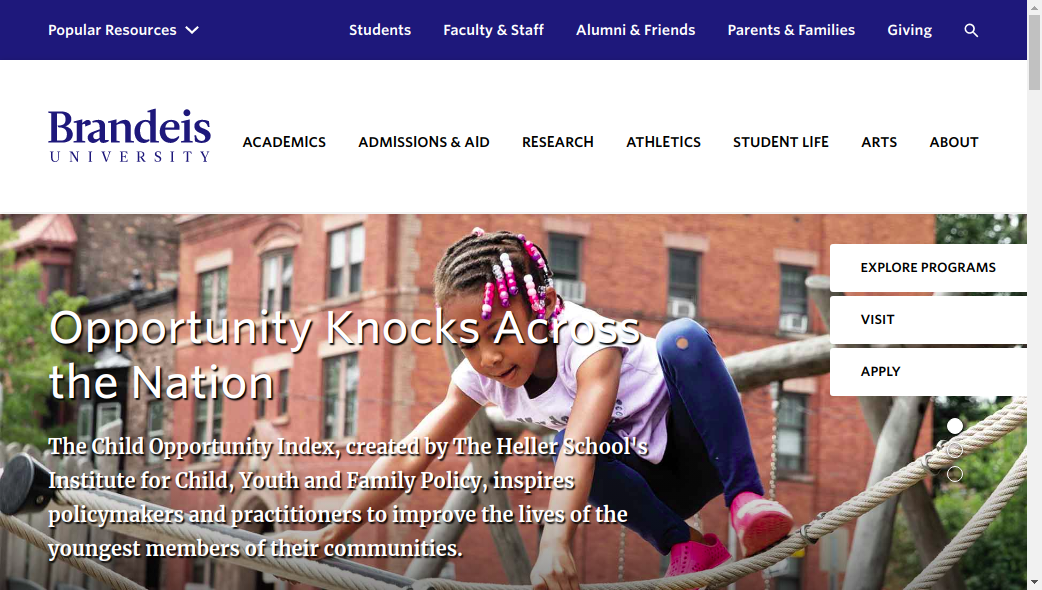 Popular Resources
Students
Faculty & Staff
Alumni & Friends
Parents & Families
Giving
Brandeis
UNIVERSITY
ACADEMICS
ADMISSIONS & AID
RESEARCH
ATHLETICS
STUDENT LIFE
ARTS
ABOUT
EXPLORE PROGRAMS
VISIT
APPLY
Opportunity Knocks Across
the Nation
The Child Opportunity Index, created by The Heller School's
Institute for Child, Youth and Family Policy, inspires
policymakers and practitioners to improve the lives of the
youngest members of their communities.